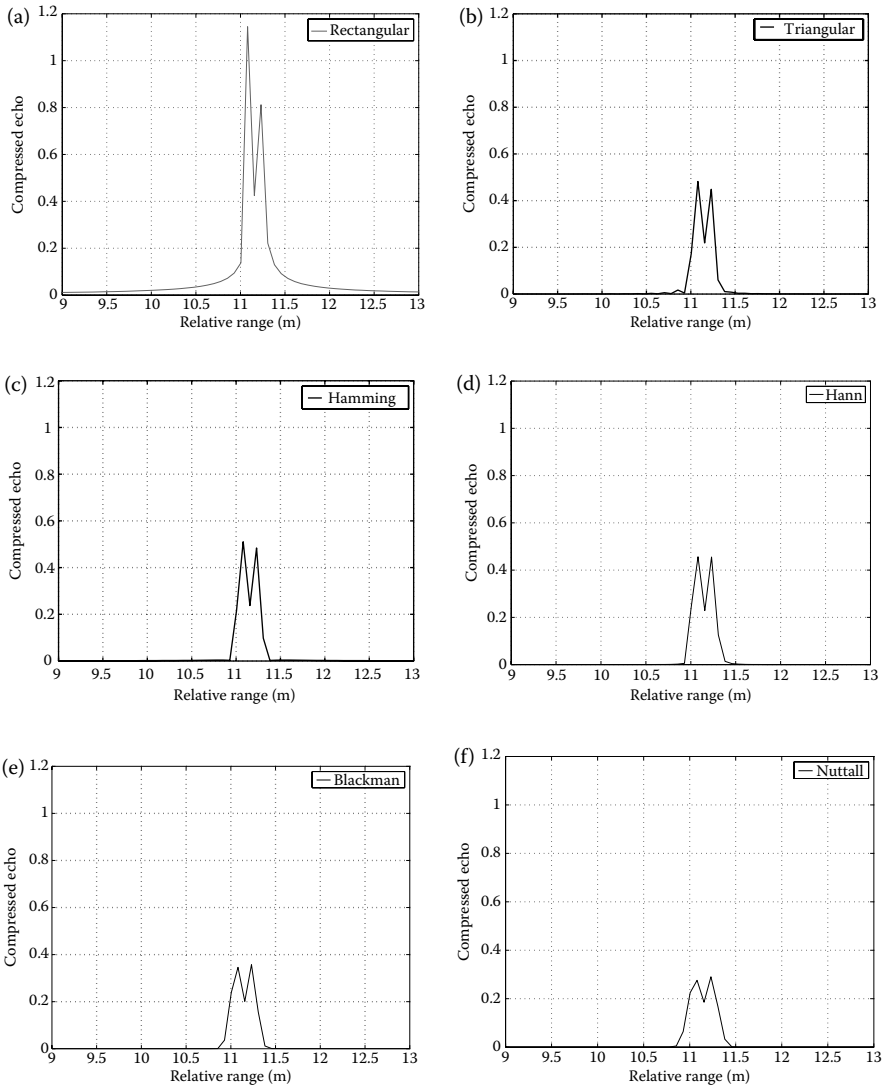 (a)
1.2
1
0.8
0.6
0.4
0.2
0
Compressed echo
Rectangular
9 9.5 10 10.5 11 11.5 12 12.5 13
Relative range (m)
(b)
1.2
1
0.8
0.6
0.4
0.2
0
Compressed echo
Triangular
9 9.5 10 10.5 11 11.5 12 12.5 13
Relative range (m)
(c)
1.2
1
0.8
0.6
0.4
0.2
0
Compressed echo
Hamming
9 9.5 10 10.5 11 11.5 12 12.5 13
Relative range (m)
(d)
1.2
1
0.8
0.6
0.4
0.2
0
Compressed echo
Hann
9 9.5 10 10.5 11 11.5 12 12.5 13
Relative range (m)
(e)
1.2
1
0.8
0.6
0.4
0.2
0
Compressed echo
Blackman
9 9.5 10 10.5 11 11.5 12 12.5 13
Relative range (m)
(f)
1.2
1
0.8
0.6
0.4
0.2
0
Compressed echo
Nuttall
9 9.5 10 10.5 11 11.5 12 12.5 13
Relative range (m)